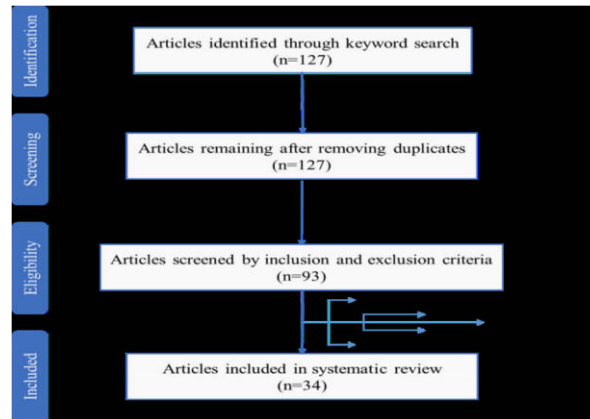 Identification
Articles identified through keyword search
(n=127)
Screening
Articles remaining after removing duplicates
(n=127)
Eligibility
Articles screened by inclusion and exclusion criteria
(n=93)
Included
Articles included in systematic review
(n=34)